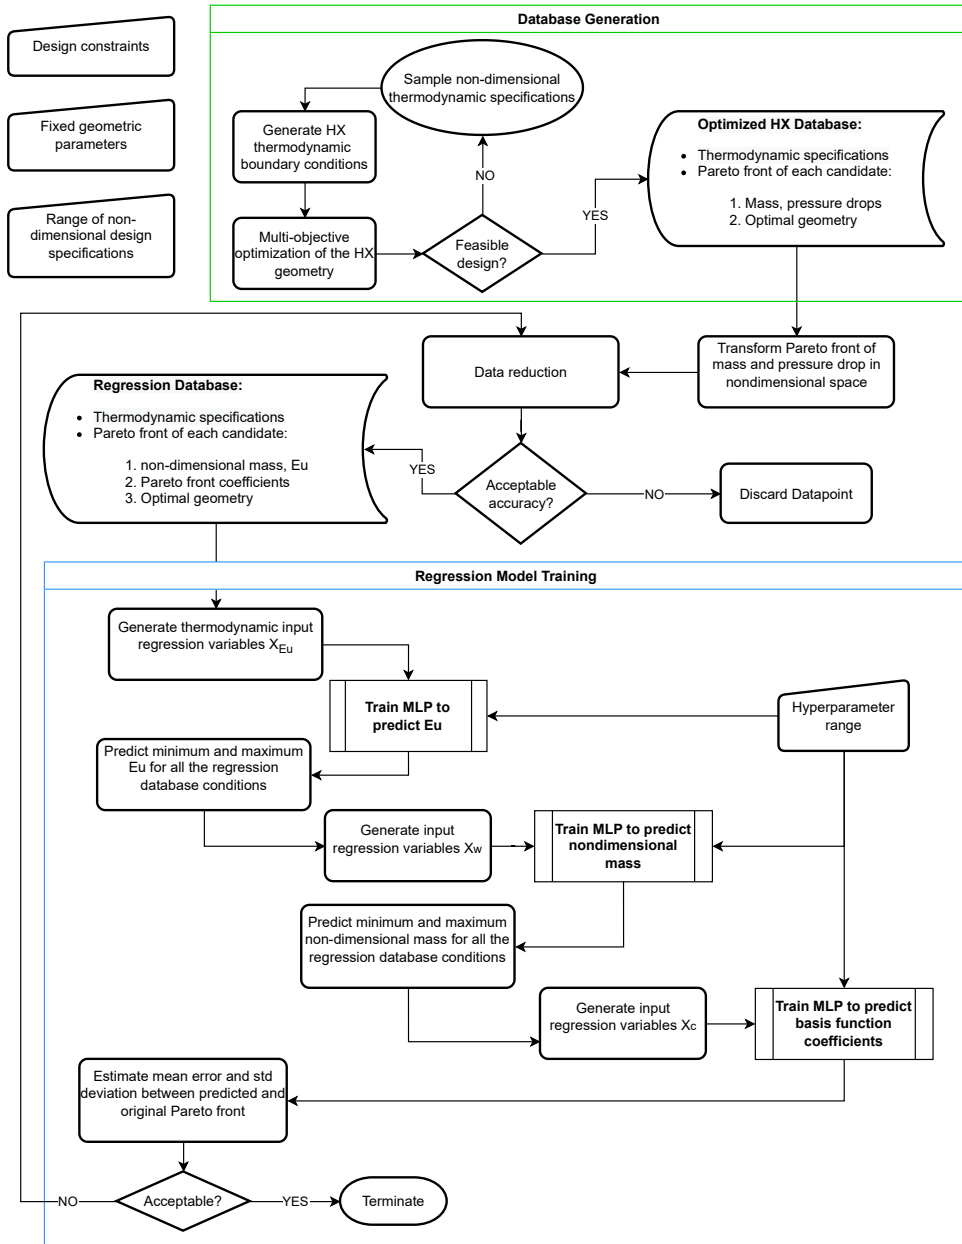 Database Generation
Design constraints
Fixed geometric
parameters
Range of non-
dimensional design
specifications
Sample non-dimensional
thermodynamic specifications
Generate HX
thermodynamic
boundary conditions
Multi-objective
optimization of the HX
geometry
NO
Feasible
design?
YES
Optimized HX Database:
• Thermodynamic specifications
• Pareto front of each candidate:
1. Mass, pressure drops
2. Optimal geometry
Transform Pareto front of
mass and pressure drop in
nondimensional space
Data reduction
Regression Database:
• Thermodynamic specifications
• Pareto front of each candidate:
1. non-dimensional mass, Eu
2. Pareto front coefficients
3. Optimal geometry
YES
Acceptable
accuracy?
NO
Discard Datapoint
Regression Model Training
Generate thermodynamic input
regression variables XEu
Train MLP to
predict Eu
Hyperparameter
range
Predict minimum and maximum
Eu for all the regression
database conditions
Generate input
regression variables Xw
Train MLP to predict
nondimensional
mass
Predict minimum and maximum
non-dimensional mass for all the
regression database conditions
Generate input
regression variables Xc
Train MLP to predict
basis function
coefficients
Estimate mean error and std
deviation between predicted and
original Pareto front
NO
Acceptable?
YES
Terminate